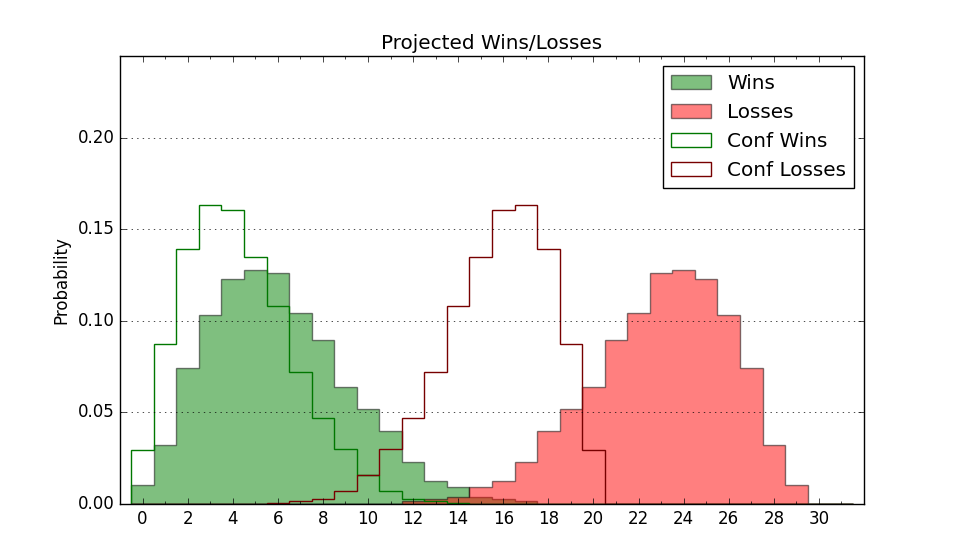 Projected Wins/Losses
Wins
Losses
Conf Wins
Conf Losses
Probability
0.20
0.15
0.10
0.05
0.00
0 2 4 6 8 10 12 14 16 18 20 22 24 26 28 30